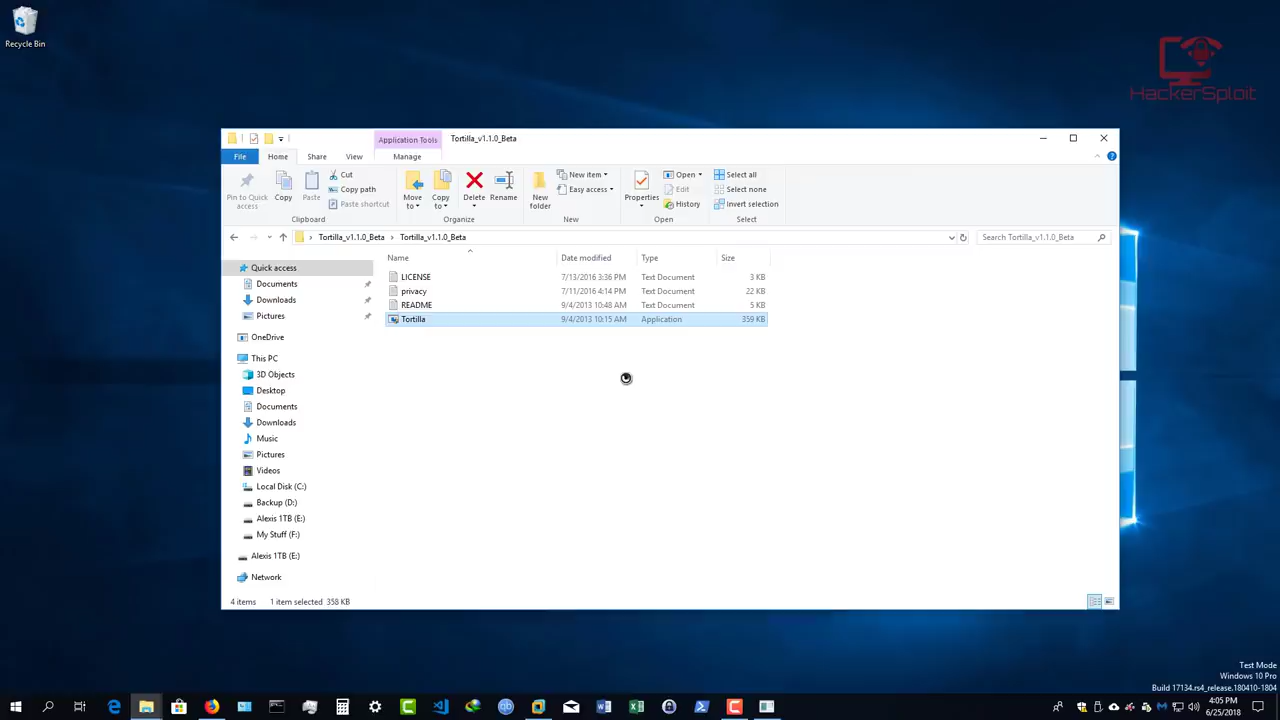 Recycle Bin
HackerSploit
Application Tools
Tortilla_v1.1.0_Beta
File
Home
Share
View
Manage
Pin to Quick access
Copy
Paste
Cut
Copy path
Paste shortcut
Clipboard
Move to
Copy to
Delete
Rename
Organize
New folder
New item
Easy access
New
Properties
Open
Edit
History
Open
Select all
Select none
Invert selection
Select
Tortilla_v1.1.0_Beta › Tortilla_v1.1.0_Beta
Search Tortilla_v1.1.0_Beta
Name Date modified Type Size
LICENSE 7/13/2016 3:36 PM Text Document 3 KB
privacy 7/11/2016 4:14 PM Text Document 22 KB
README 9/4/2013 10:48 AM Text Document 5 KB
Tortilla 9/4/2013 10:15 AM Application 359 KB
Quick access
Documents
Downloads
Pictures
OneDrive
This PC
3D Objects
Desktop
Documents
Downloads
Music
Pictures
Videos
Local Disk (C:)
Backup (D:)
Alexis 1TB (E:)
My Stuff (F:)
Alexis 1TB (E:)
Network
4 items 1 item selected 358 KB
Test Mode
Windows 10 Pro
Build 17134.rs4_release.180410-1804
4:05 PM
6/25/2018